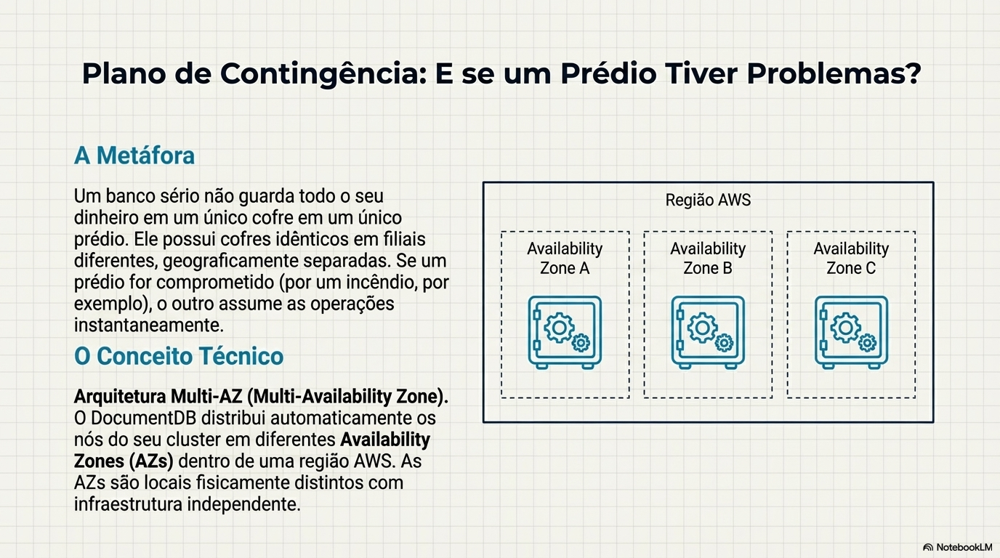 Plano de Contingência: E se um Prédio Tiver Problemas?
A Metáfora
Um banco sério não guarda todo o seu
dinheiro em um único cofre em um único
prédio. Ele possui cofres idênticos em filiais
diferentes, geograficamente separadas. Se um
prédio for comprometido (por um incêndio, por
exemplo), o outro assume as operações
instantaneamente.
O Conceito Técnico
Arquitetura Multi-AZ (Multi-Availability Zone).
O DocumentDB distribui automaticamente os
nós do seu cluster em diferentes Availability
Zones (AZs) dentro de uma região AWS. As
AZs são locais fisicamente distintos com
infraestrutura independente.
Região AWS
Availability
Zone A
Availability
Zone B
Availability
Zone C
NotebookLM